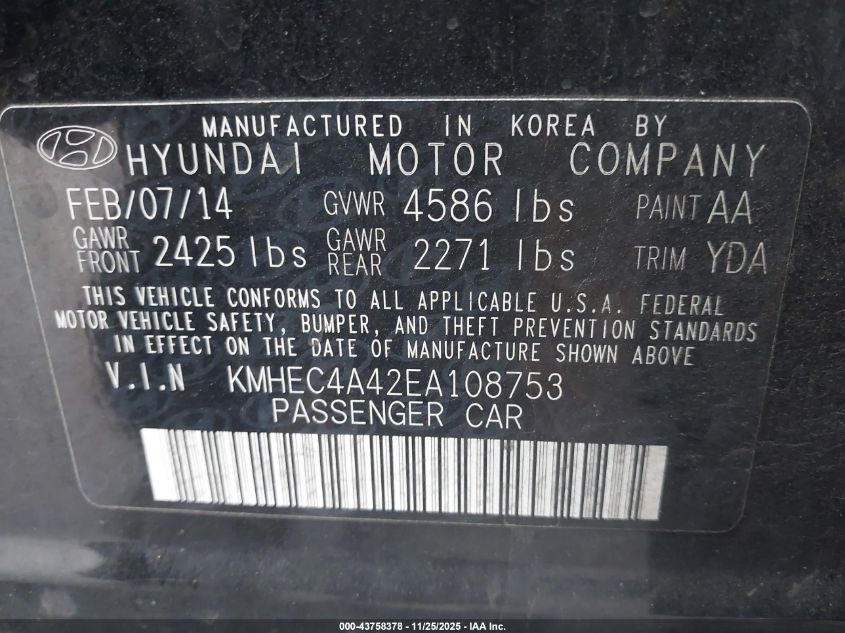 MANUFACTURED IN KOREA BY
HYUNDAI MOTOR COMPANY
FEB/07/14 GVWR 4586 lbs PAINT AA
GAWR FRONT 2425 lbs GAWR REAR 2271 lbs TRIM YDA
THIS VEHICLE CONFORMS TO ALL APPLICABLE U.S.A. FEDERAL
MOTOR VEHICLE SAFETY, BUMPER, AND THEFT PREVENTION STANDARDS
IN EFFECT ON THE DATE OF MANUFACTURE SHOWN ABOVE
V.I.N KMHEC4A42EA108753
PASSENGER CAR
000-43758378 - 11/25/2025 - IAA Inc.